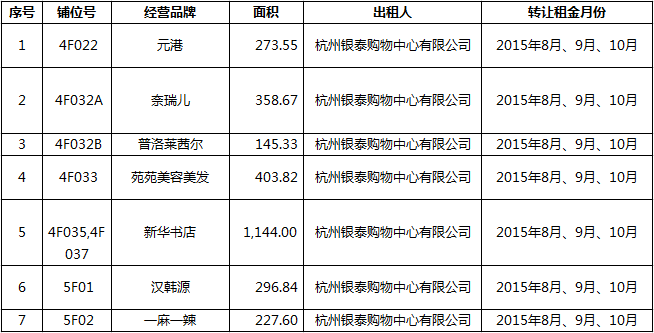 序号 铺位号 经营品牌 面积 出租人 转让租金月份
1 4F022 元港 273.55 杭州银泰购物中心有限公司 2015年8月、9月、10月
2 4F032A 奈瑞儿 358.67 杭州银泰购物中心有限公司 2015年8月、9月、10月
3 4F032B 普洛莱茜尔 145.33 杭州银泰购物中心有限公司 2015年8月、9月、10月
4 4F033 苑苑美容美发 403.82 杭州银泰购物中心有限公司 2015年8月、9月、10月
5 4F035,4F037 新华书店 1,144.00 杭州银泰购物中心有限公司 2015年8月、9月、10月
6 5F01 汉韩源 296.84 杭州银泰购物中心有限公司 2015年8月、9月、10月
7 5F02 一麻一辣 227.60 杭州银泰购物中心有限公司 2015年8月、9月、10月